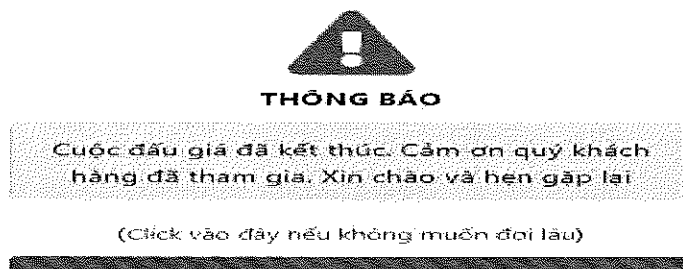 THÔNG BÁO
Cuộc đấu giá đã kết thúc. Cảm ơn quý khách
hàng đã tham gia. Xin chào và hẹn gặp lại
(Click vào đây nếu không muốn đợi lâu)